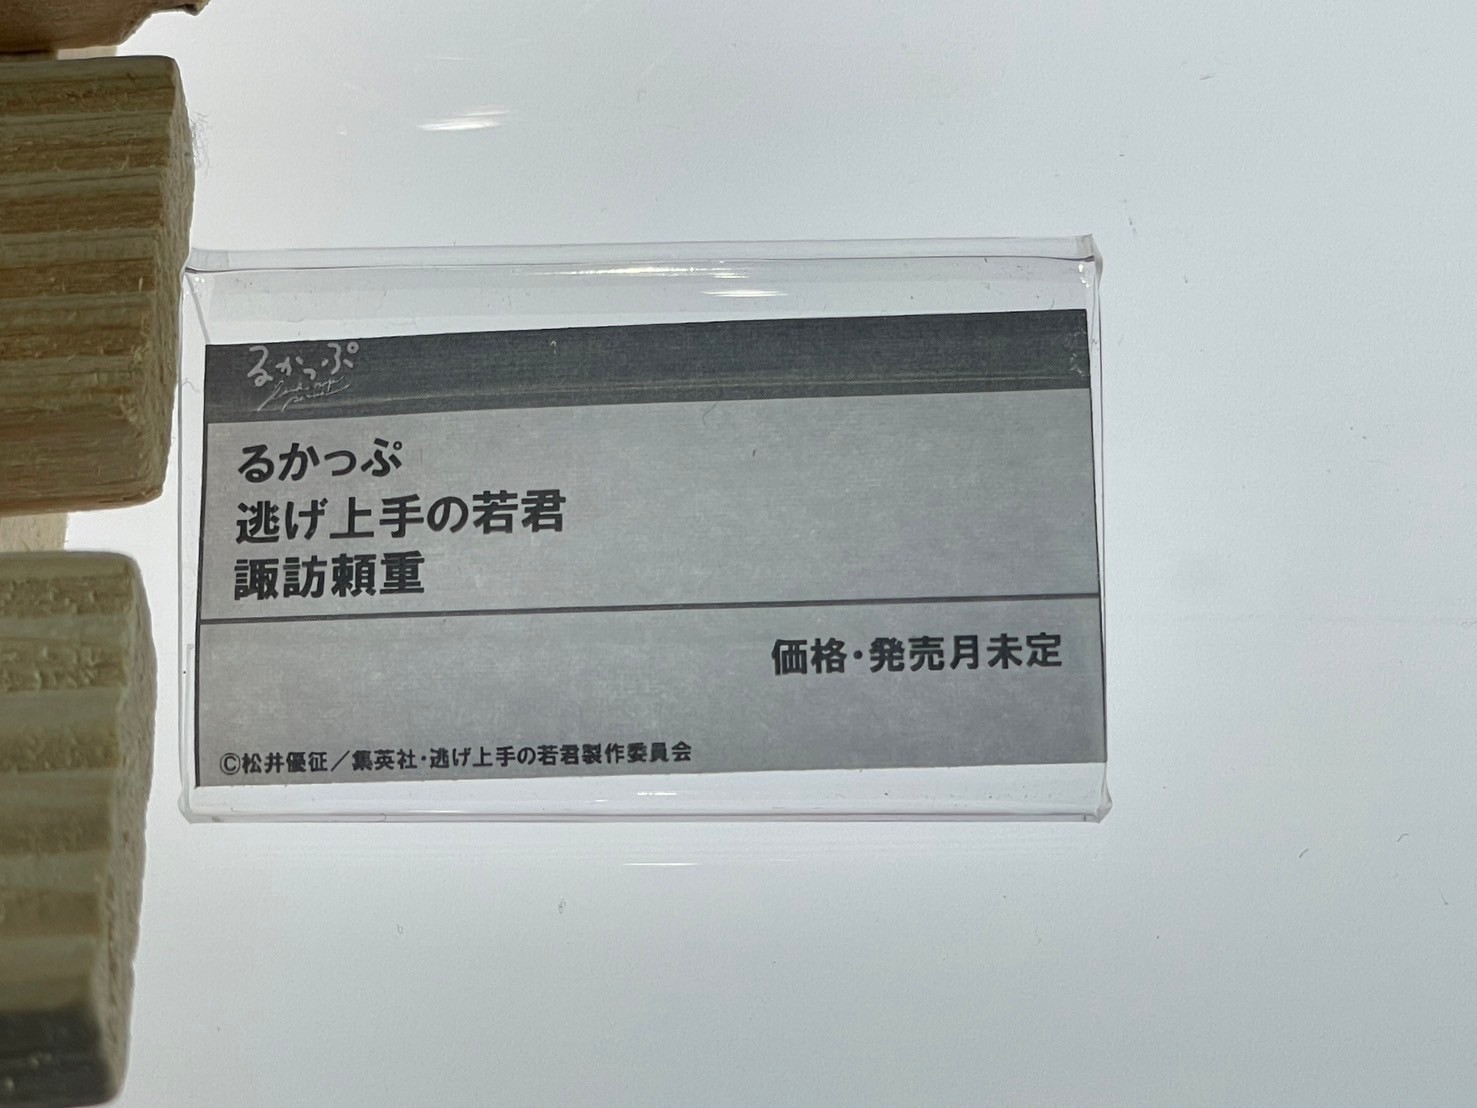 るかっぷ
るかっぷ
逃げ上手の若君
諏訪頼重
価格・発売月未定
©松井優征／集英社・逃げ上手の若君製作委員会